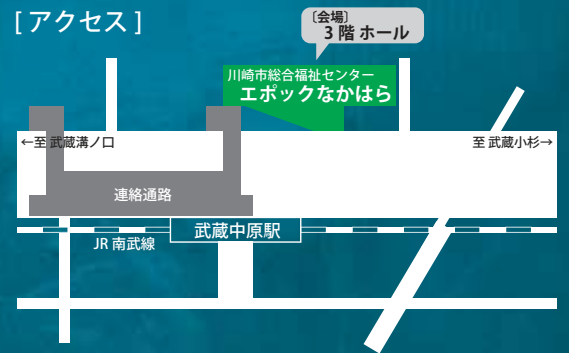 [アクセス]
〔会場〕
3階 ホール
川崎市総合福祉センター
エポックなかはら
←至 武蔵溝ノ口
至 武蔵小杉→
連絡通路
武蔵中原駅
JR 南武線